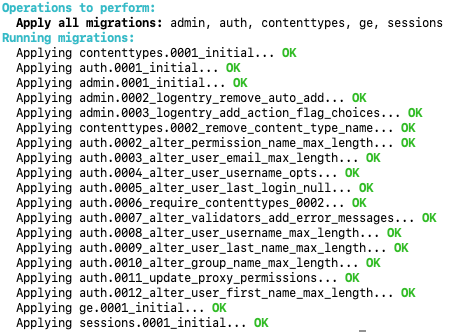 Operations to perform:
  Apply all migrations: admin, auth, contenttypes, ge, sessions
Running migrations:
  Applying contenttypes.0001_initial... OK
  Applying auth.0001_initial... OK
  Applying admin.0001_initial... OK
  Applying admin.0002_logentry_remove_auto_add... OK
  Applying admin.0003_logentry_add_action_flag_choices... OK
  Applying contenttypes.0002_remove_content_type_name... OK
  Applying auth.0002_alter_permission_name_max_length... OK
  Applying auth.0003_alter_user_email_max_length... OK
  Applying auth.0004_alter_user_username_opts... OK
  Applying auth.0005_alter_user_last_login_null... OK
  Applying auth.0006_require_contenttypes_0002... OK
  Applying auth.0007_alter_validators_add_error_messages... OK
  Applying auth.0008_alter_user_username_max_length... OK
  Applying auth.0009_alter_user_last_name_max_length... OK
  Applying auth.0010_alter_group_name_max_length... OK
  Applying auth.0011_update_proxy_permissions... OK
  Applying auth.0012_alter_user_first_name_max_length... OK
  Applying ge.0001_initial... OK
  Applying sessions.0001_initial... OK